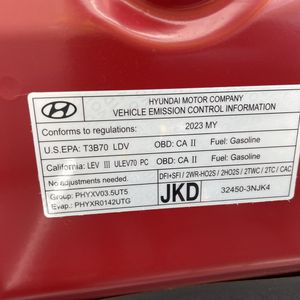 HYUNDAI MOTOR COMPANY
VEHICLE EMISSION CONTROL INFORMATION
Conforms to regulations: 2023 MY
U.S.EPA: T3B70 LDV OBD: CA II Fuel: Gasoline
California: LEV III ULEV70 PC OBD: CA II Fuel: Gasoline
No adjustments needed.
DFI+SFI / 2WR-HO2S / 2HO2S / 2TWC / 2TC / CAC
Group: PHYXV03.5UT5
Evap.: PHYXR0142UTG
JKD 32450-3NJK4